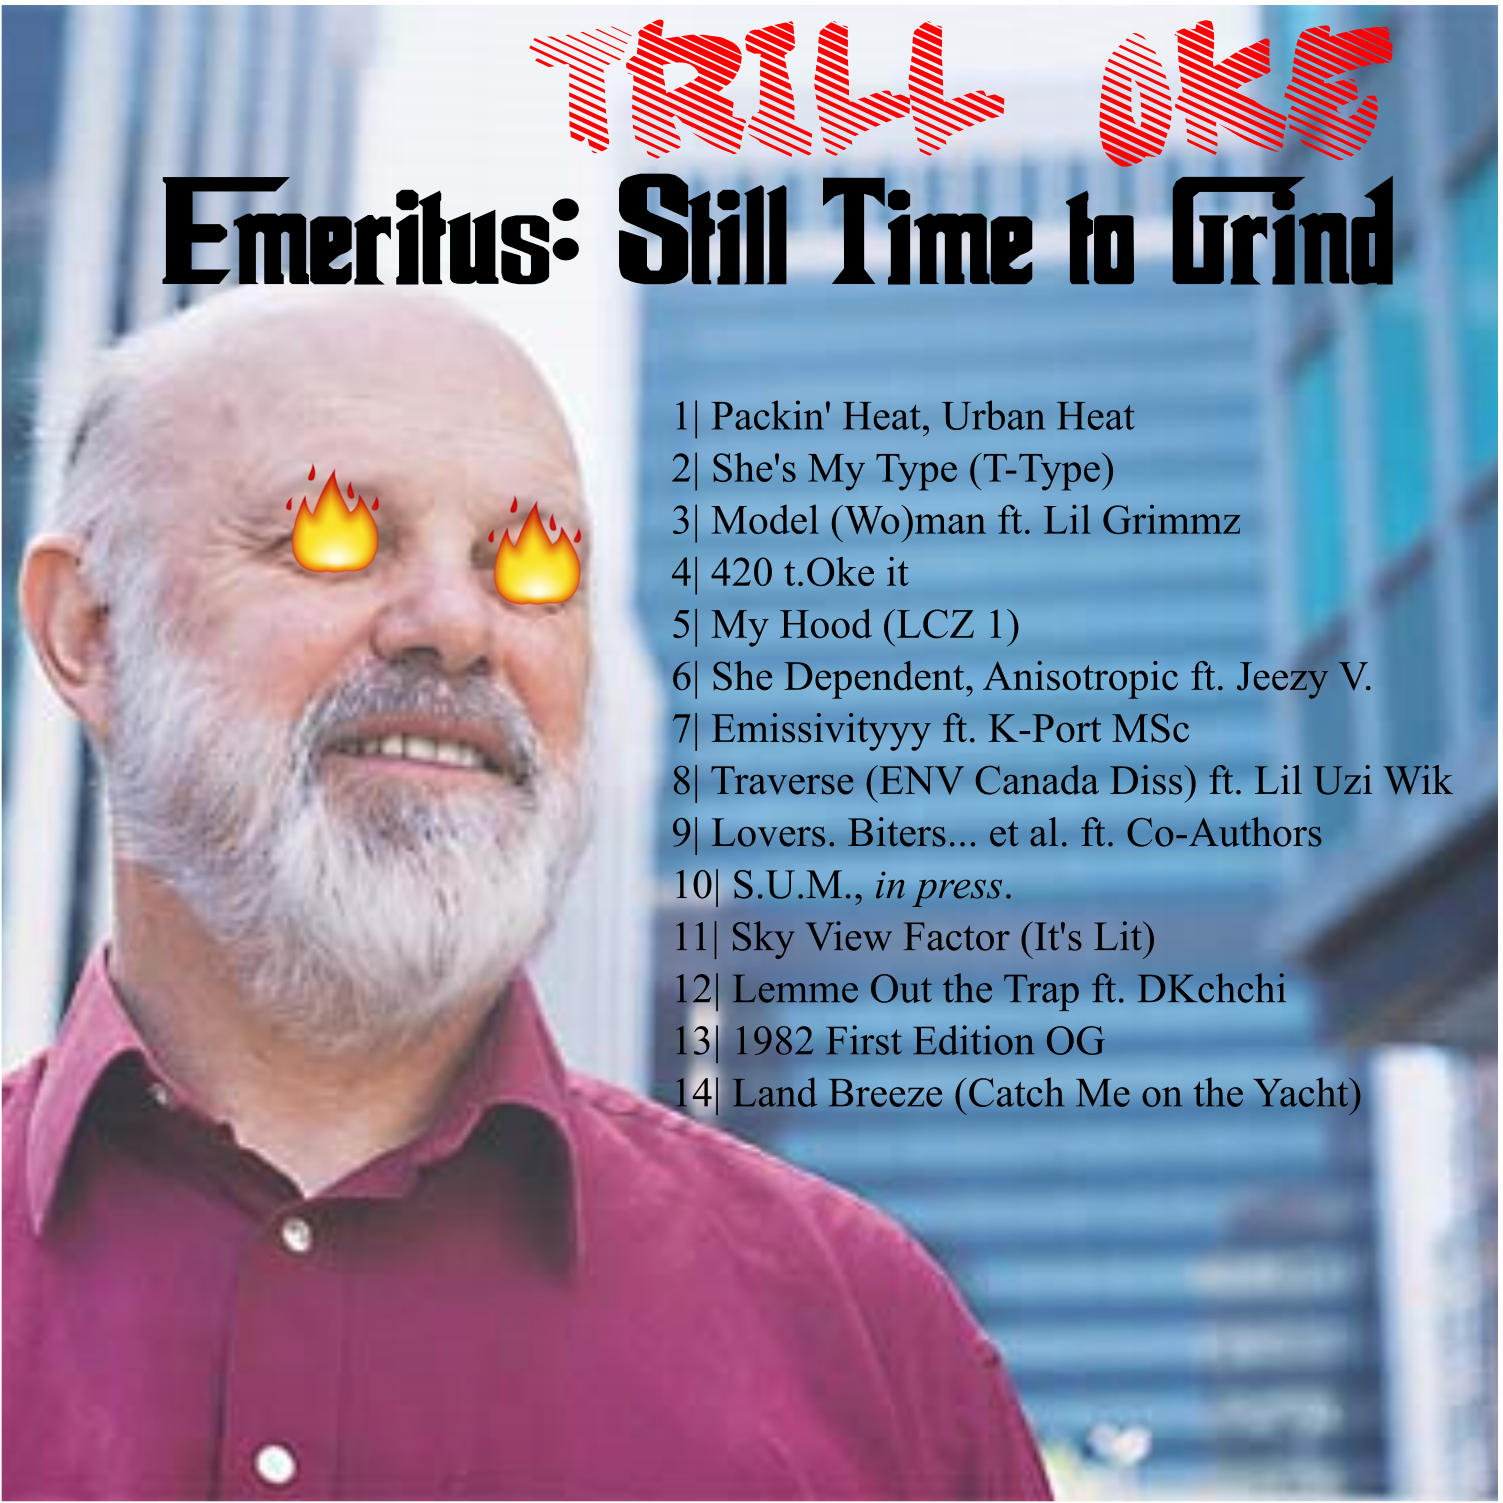 TRILL OKE
Emeritus: Still Time to Grind
1| Packin' Heat, Urban Heat
2| She's My Type (T-Type)
3| Model (Wo)man ft. Lil Grimmz
4| 420 t.Oke it
5| My Hood (LCZ 1)
6| She Dependent, Anisotropic ft. Jeezy V.
7| Emissivityyy ft. K-Port MSc
8| Traverse (ENV Canada Diss) ft. Lil Uzi Wik
9| Lovers. Biters... et al. ft. Co-Authors
10| S.U.M., in press.
11| Sky View Factor (It's Lit)
12| Lemme Out the Trap ft. DKchchi
13| 1982 First Edition OG
14| Land Breeze (Catch Me on the Yacht)